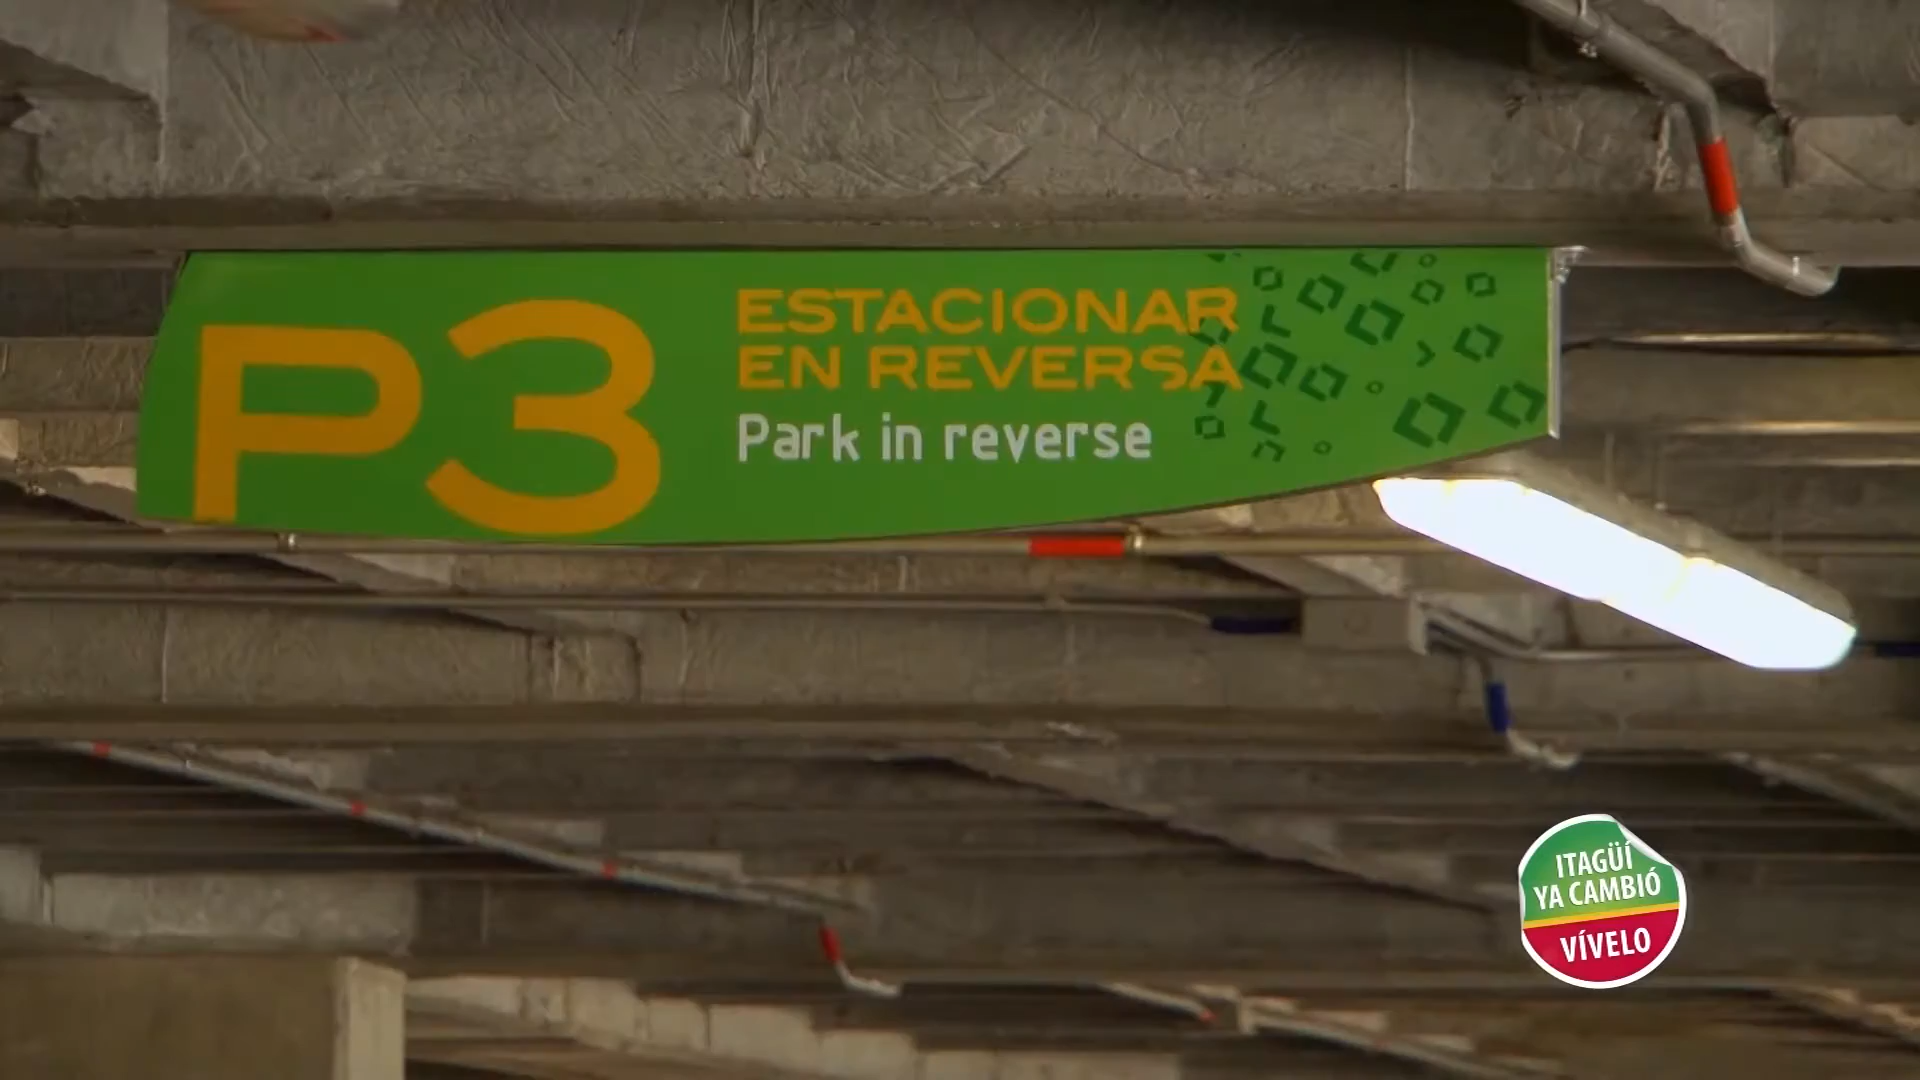 P3
ESTACIONAR
EN REVERSA
Park in reverse
ITAGÜÍ
YA CAMBIÓ
VÍVELO